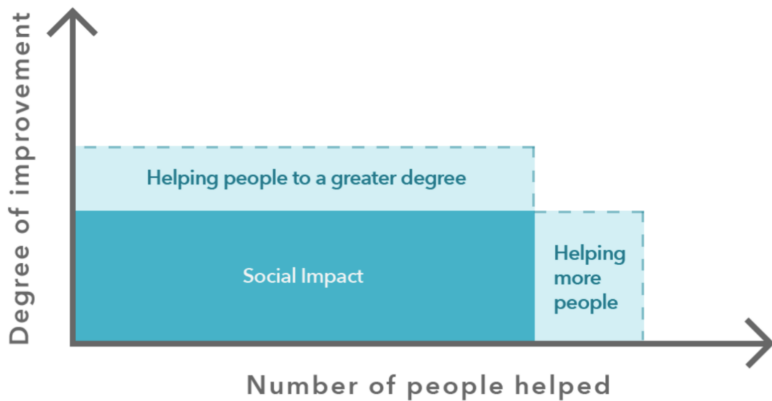 Degree of improvement
Helping people to a greater degree
Social Impact
Helping
more
people
Number of people helped